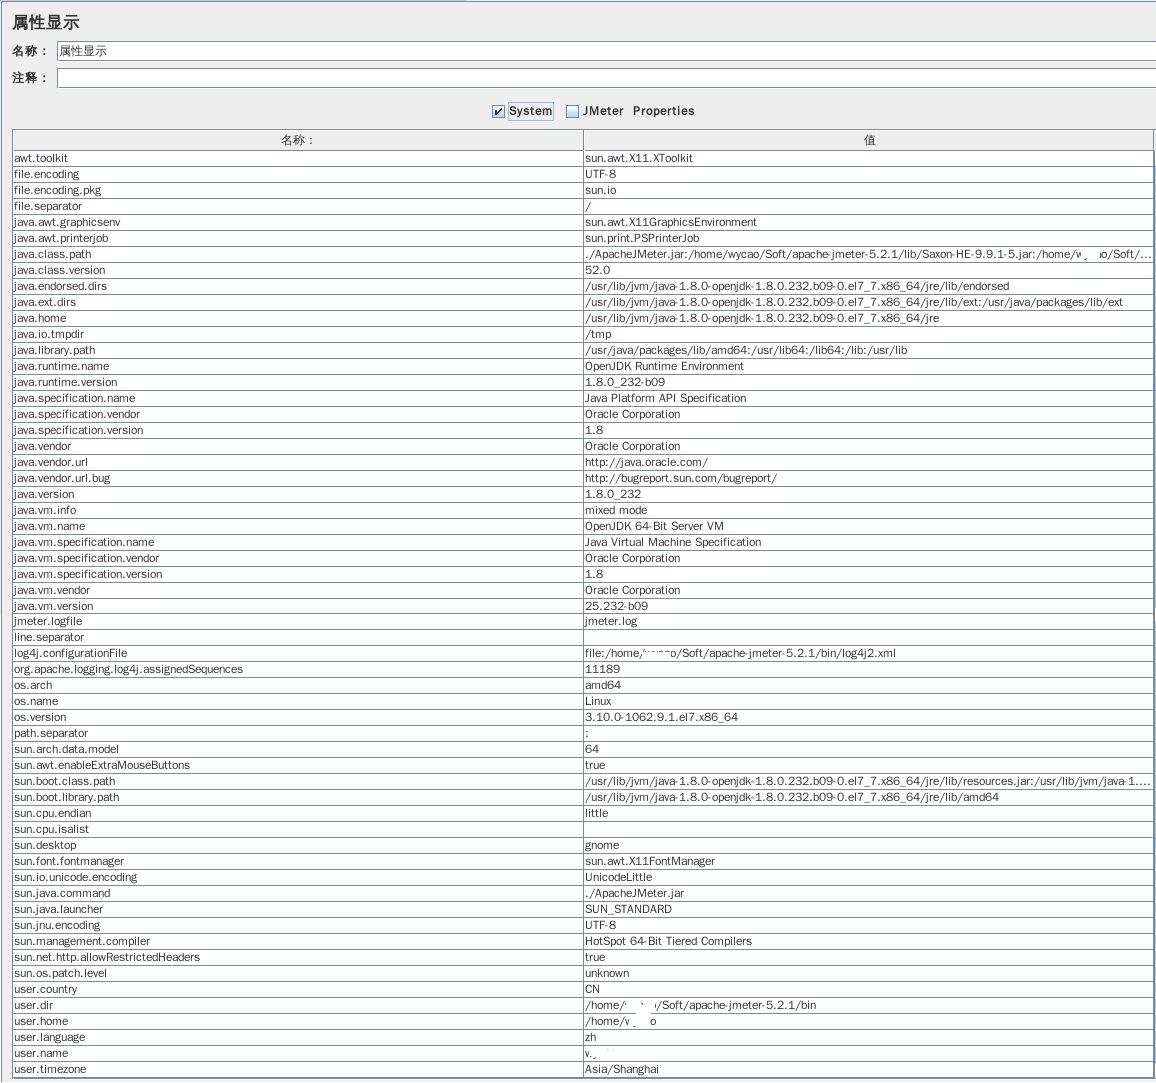 属性显示
名称： 属性显示
注释：
System JMeter Properties
名称： 值
awt.toolkit sun.awt.X11.XToolkit
file.encoding UTF-8
file.encoding.pkg sun.io
file.separator /
java.awt.graphicsenv sun.awt.X11GraphicsEnvironment
java.awt.printerjob sun.print.PSPrinterJob
java.class.path ./ApacheJMeter.jar:/home/wycao/Soft/apache-jmeter-5.2.1/lib/Saxon-HE-9.9.1-5.jar:/home/ /Soft/...
java.class.version 52.0
java.endorsed.dirs /usr/lib/jvm/java-1.8.0-openjdk-1.8.0.232.b09-0.el7_7.x86_64/jre/lib/endorsed
java.ext.dirs /usr/lib/jvm/java-1.8.0-openjdk-1.8.0.232.b09-0.el7_7.x86_64/jre/lib/ext:/usr/java/packages/lib/ext
java.home /usr/lib/jvm/java-1.8.0-openjdk-1.8.0.232.b09-0.el7_7.x86_64/jre
java.io.tmpdir /tmp
java.library.path /usr/java/packages/lib/amd64:/usr/lib64:/lib64:/lib:/usr/lib
java.runtime.name OpenJDK Runtime Environment
java.runtime.version 1.8.0_232-b09
java.specification.name Java Platform API Specification
java.specification.vendor Oracle Corporation
java.specification.version 1.8
java.vendor Oracle Corporation
java.vendor.url http://java.oracle.com/
java.vendor.url.bug http://bugreport.sun.com/bugreport/
java.version 1.8.0_232
java.vm.info mixed mode
java.vm.name OpenJDK 64-Bit Server VM
java.vm.specification.name Java Virtual Machine Specification
java.vm.specification.vendor Oracle Corporation
java.vm.specification.version 1.8
java.vm.vendor Oracle Corporation
java.vm.version 25.232-b09
jmeter.logfile jmeter.log
line.separator
log4j.configurationFile file:/home/ /Soft/apache-jmeter-5.2.1/bin/log4j2.xml
org.apache.logging.log4j.assignedSequences 11189
os.arch amd64
os.name Linux
os.version 3.10.0-1062.9.1.el7.x86_64
path.separator :
sun.arch.data.model 64
sun.awt.enableExtraMouseButtons true
sun.boot.class.path /usr/lib/jvm/java-1.8.0-openjdk-1.8.0.232.b09-0.el7_7.x86_64/jre/lib/resources.jar:/usr/lib/jvm/java-1....
sun.boot.library.path /usr/lib/jvm/java-1.8.0-openjdk-1.8.0.232.b09-0.el7_7.x86_64/jre/lib/amd64
sun.cpu.endian little
sun.cpu.isalist
sun.desktop gnome
sun.font.fontmanager sun.awt.X11FontManager
sun.io.unicode.encoding UnicodeLittle
sun.java.command ./ApacheJMeter.jar
sun.java.launcher SUN_STANDARD
sun.jnu.encoding UTF-8
sun.management.compiler HotSpot 64-Bit Tiered Compilers
sun.net.http.allowRestrictedHeaders true
sun.os.patch.level unknown
user.country CN
user.dir /home/ /Soft/apache-jmeter-5.2.1/bin
user.home /home/
user.language zh
user.name
user.timezone Asia/Shanghai